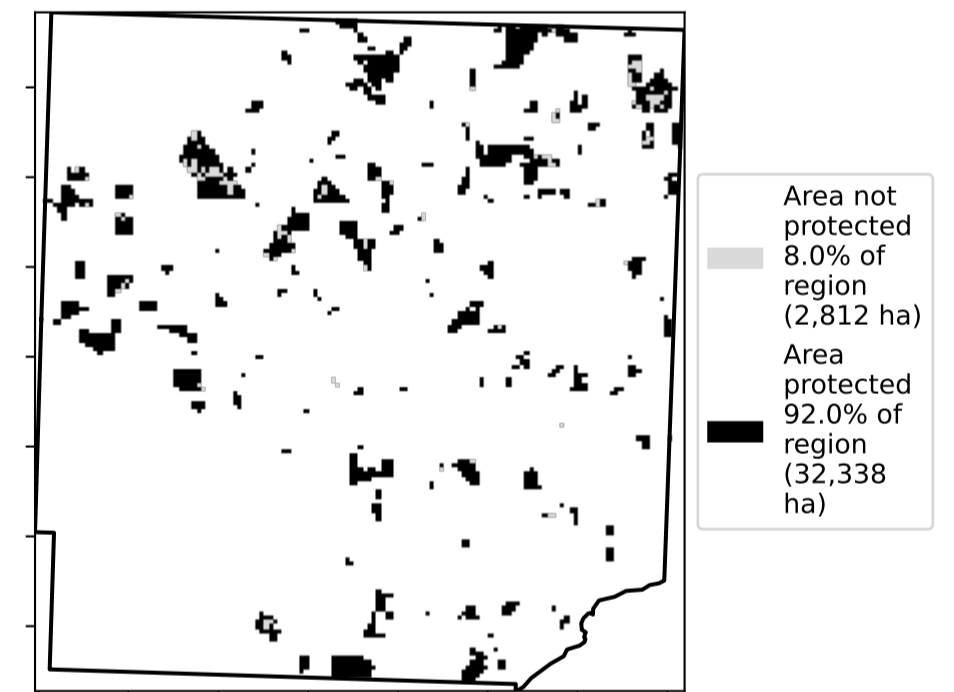 Area not
protected
8.0% of
region
(2,812 ha)
Area
protected
92.0% of
region
(32,338
ha)